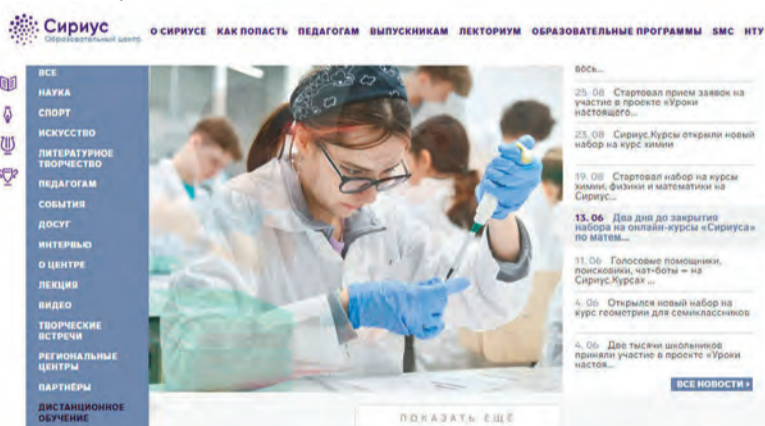 Сириус
Образовательный центр
О СИРИУСЕ КАК ПОПАСТЬ ПЕДАГОГАМ ВЫПУСКНИКАМ ЛЕКТОРИУМ ОБРАЗОВАТЕЛЬНЫЕ ПРОГРАММЫ SMC НТУ
ВСЕ
НАУКА
СПОРТ
ИСКУССТВО
ЛИТЕРАТУРНОЕ
ТВОРЧЕСТВО
ПЕДАГОГАМ
СОБЫТИЯ
ДОСУГ
ИНТЕРВЬЮ
О ЦЕНТРЕ
ЛЕКЦИЯ
ВИДЕО
ТВОРЧЕСКИЕ
ВСТРЕЧИ
РЕГИОНАЛЬНЫЕ
ЦЕНТРЫ
ПАРТНЁРЫ
ДИСТАНЦИОННОЕ
ОБУЧЕНИЕ
ПОКАЗАТЬ ЕЩЁ
вось...
25. 08 Стартовал прием заявок на
участие в проекте «Уроки
настоящего...
23. 08 Сириус.Курсы открыли новый
набор на курс химии
19. 08 Стартовал набор на курсы
химии, физики и математики на
Сириус...
13. 06 Два дня до закрытия
набора на онлайн-курсы «Сириуса»
по матем...
11. 06 Голосовые помощники,
поисковики, чат-боты – на
Сириус.Курсах ...
4. 06 Открылся новый набор на
курс геометрии для семиклассников
4. 06 Две тысячи школьников
приняли участие в проекте «Уроки
настоя...
ВСЕ НОВОСТИ